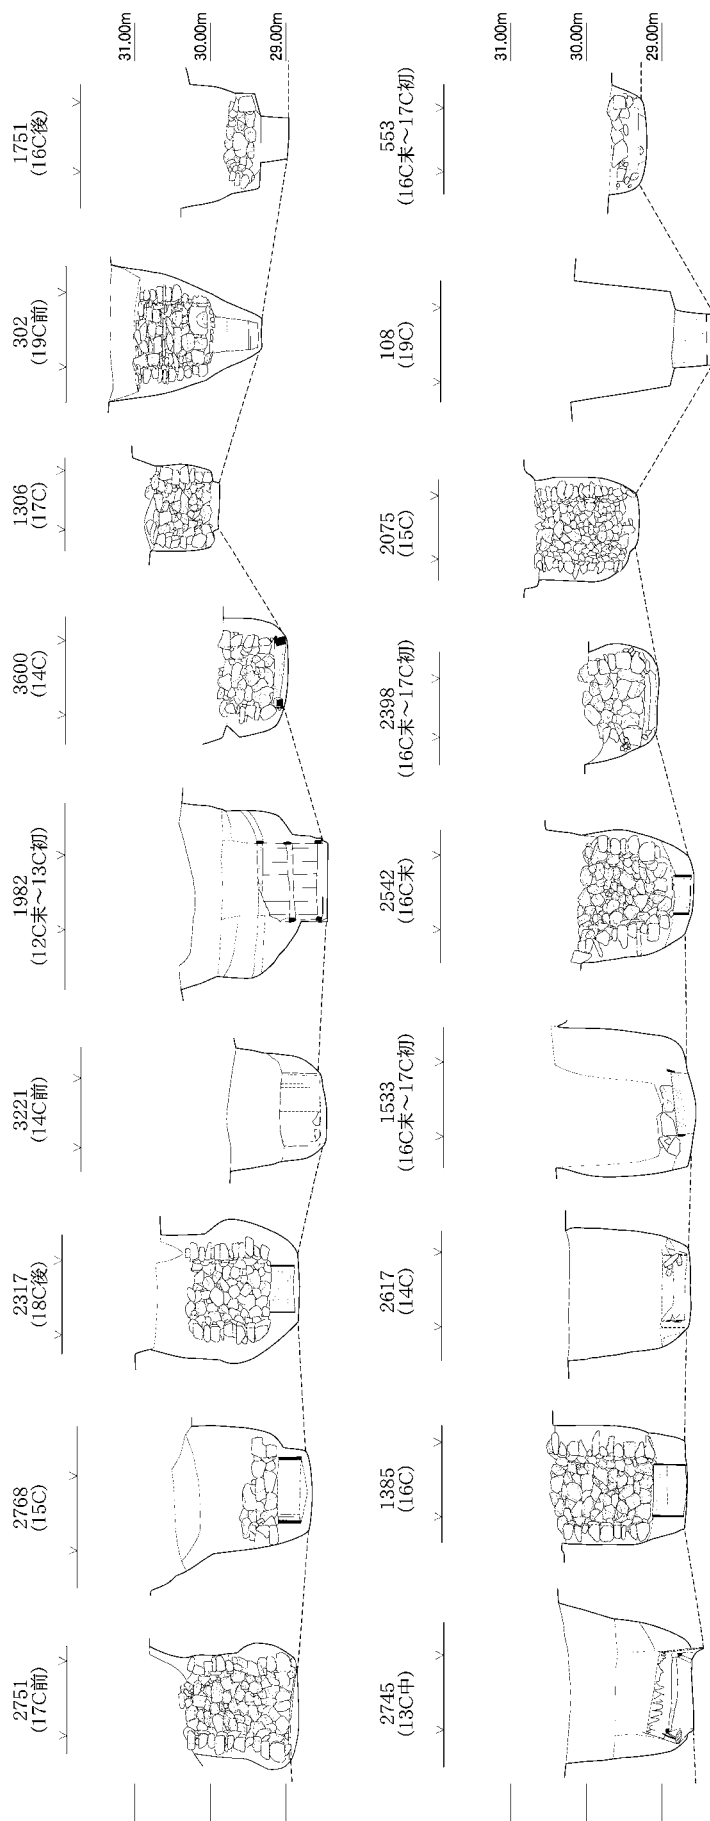 2751
(17C前)
2768
(15C)
2317
(18C後)
3221
(14C前)
1982
(12C末～13C初)
3600
(14C)
1306
(17C)
302
(19C前)
1751
(16C後)
31.00m
30.00m
29.00m
2745
(13C中)
1385
(16C)
2617
(14C)
1533
(16C末～17C初)
2542
(16C末)
2398
(16C末～17C初)
2075
(15C)
108
(19C)
553
(16C末～17C初)
31.00m
30.00m
29.00m